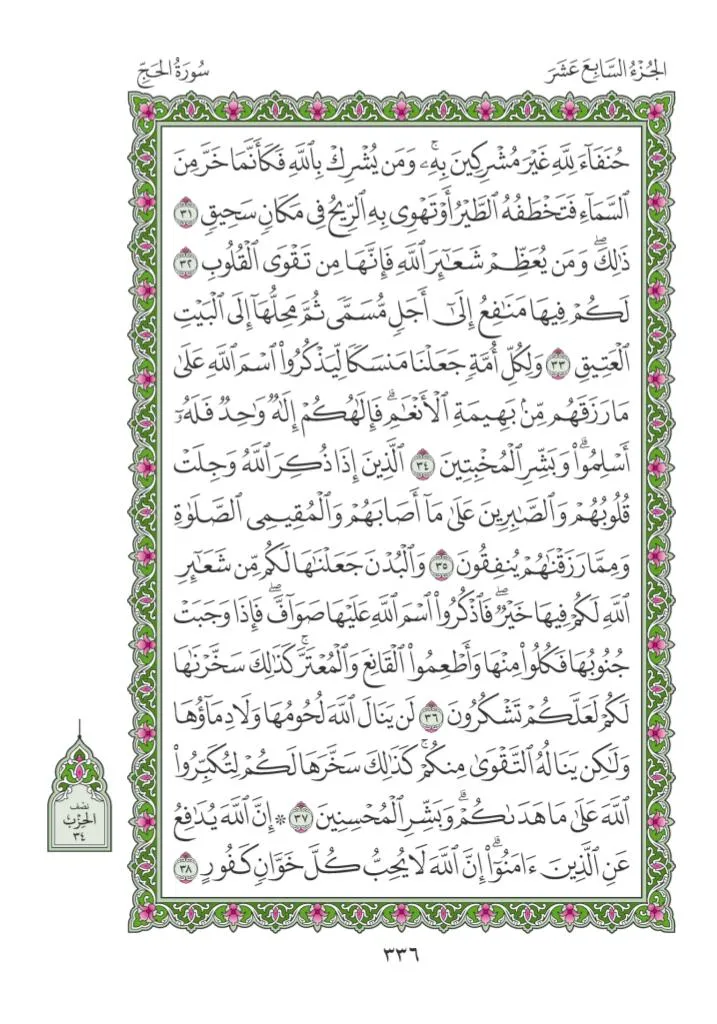 الجُزْءُ السَّابِعَ عَشَرَ
سُورَةُ الحَجِّ
حُنَفَآءَ لِلَّهِ غَيْرَ مُشْرِكِينَ بِهِۦۚ وَمَن يُشْرِكْ بِٱللَّهِ فَكَأَنَّمَا خَرَّ مِنَ
ٱلسَّمَآءِ فَتَخْطَفُهُ ٱلطَّيْرُ أَوْ تَهْوِى بِهِ ٱلرِّيحُ فِى مَكَانٍ سَحِيقٍ ٣١
ذَٰلِكَۖ وَمَن يُعَظِّمْ شَعَٰٓئِرَ ٱللَّهِ فَإِنَّهَا مِن تَقْوَى ٱلْقُلُوبِ ٣٢
لَكُمْ فِيهَا مَنَٰفِعُ إِلَىٰٓ أَجَلٍ مُّسَمًّى ثُمَّ مَحِلُّهَآ إِلَى ٱلْبَيْتِ
ٱلْعَتِيقِ ٣٣ وَلِكُلِّ أُمَّةٍ جَعَلْنَا مَنسَكًا لِّيَذْكُرُوا۟ ٱسْمَ ٱللَّهِ عَلَىٰ
مَا رَزَقَهُم مِّنۢ بَهِيمَةِ ٱلْأَنْعَٰمِۗ فَإِلَٰهُكُمْ إِلَٰهٌ وَٰحِدٌ فَلَهُۥٓ
أَسْلِمُوا۟ۗ وَبَشِّرِ ٱلْمُخْبِتِينَ ٣٤ ٱلَّذِينَ إِذَا ذُكِرَ ٱللَّهُ وَجِلَتْ
قُلُوبُهُمْ وَٱلصَّٰبِرِينَ عَلَىٰ مَآ أَصَابَهُمْ وَٱلْمُقِيمِى ٱلصَّلَوٰةِ
وَمِمَّا رَزَقْنَٰهُمْ يُنفِقُونَ ٣٥ وَٱلْبُدْنَ جَعَلْنَٰهَا لَكُم مِّن شَعَٰٓئِرِ
ٱللَّهِ لَكُمْ فِيهَا خَيْرٌۖ فَٱذْكُرُوا۟ ٱسْمَ ٱللَّهِ عَلَيْهَا صَوَآفَّۖ فَإِذَا وَجَبَتْ
جُنُوبُهَا فَكُلُوا۟ مِنْهَا وَأَطْعِمُوا۟ ٱلْقَانِعَ وَٱلْمُعْتَرَّۚ كَذَٰلِكَ سَخَّرْنَٰهَا
لَكُمْ لَعَلَّكُمْ تَشْكُرُونَ ٣٦ لَن يَنَالَ ٱللَّهَ لُحُومُهَا وَلَا دِمَآؤُهَا
وَلَٰكِن يَنَالُهُ ٱلتَّقْوَىٰ مِنكُمْۚ كَذَٰلِكَ سَخَّرَهَا لَكُمْ لِتُكَبِّرُوا۟
ٱللَّهَ عَلَىٰ مَا هَدَىٰكُمْۗ وَبَشِّرِ ٱلْمُحْسِنِينَ ٣٧ ۞ إِنَّ ٱللَّهَ يُدَٰفِعُ
عَنِ ٱلَّذِينَ ءَامَنُوٓا۟ۗ إِنَّ ٱللَّهَ لَا يُحِبُّ كُلَّ خَوَّانٍ كَفُورٍ ٣٨
نصف
الحزب
٣٤
٣٣٦